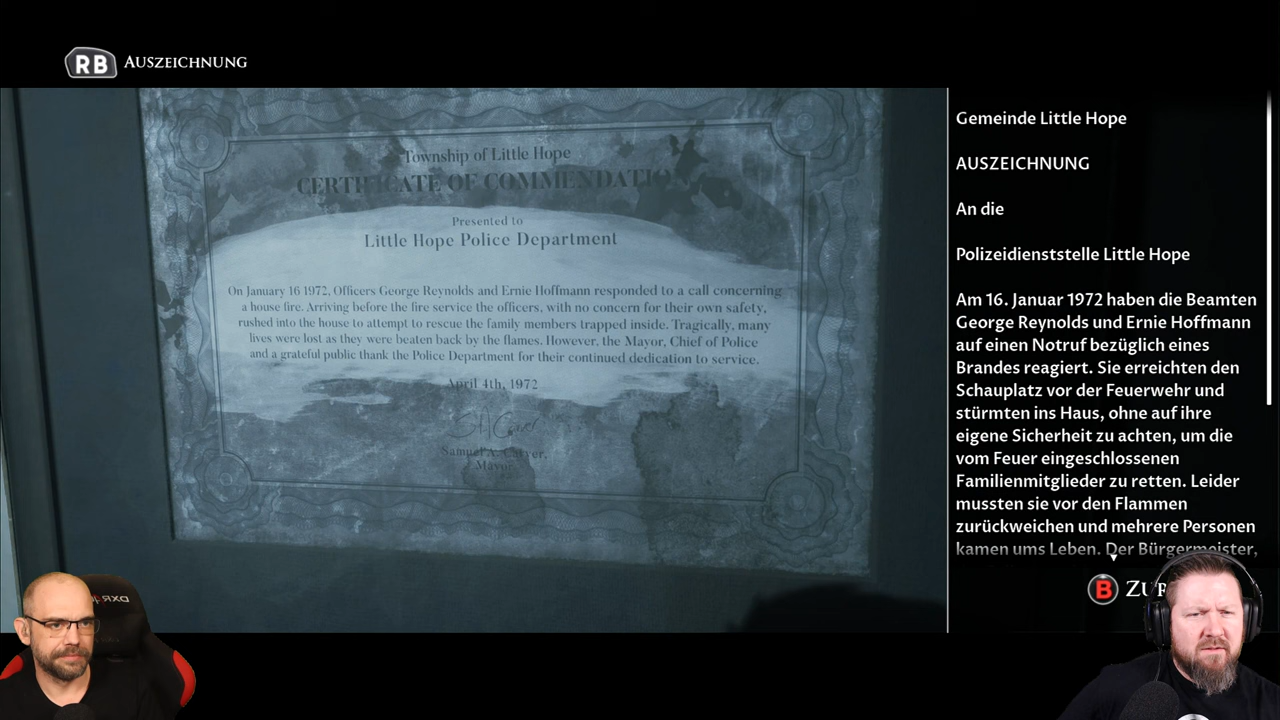 RB AUSZEICHNUNG
Township of Little Hope
CERTIFICATE OF COMMENDATION
Presented to
Little Hope Police Department
On January 16 1972, Officers George Reynolds and Ernie Hoffmann responded to a call concerning
a house fire. Arriving before the fire service the officers, with no concern for their own safety,
rushed into the house to attempt to rescue the family members trapped inside. Tragically, many
lives were lost as they were beaten back by the flames. However, the Mayor, Chief of Police
and a grateful public thank the Police Department for their continued dedication to service.
April 4th, 1972
Samuel A. Carver,
Mayor
Gemeinde Little Hope
AUSZEICHNUNG
An die
Polizeidienststelle Little Hope
Am 16. Januar 1972 haben die Beamten
George Reynolds und Ernie Hoffmann
auf einen Notruf bezüglich eines
Brandes reagiert. Sie erreichten den
Schauplatz vor der Feuerwehr und
stürmten ins Haus, ohne auf ihre
eigene Sicherheit zu achten, um die
vom Feuer eingeschlossenen
Familienmitglieder zu retten. Leider
mussten sie vor den Flammen
zurückweichen und mehrere Personen
kamen ums Leben. Der Bürgermeister,
B
DXR